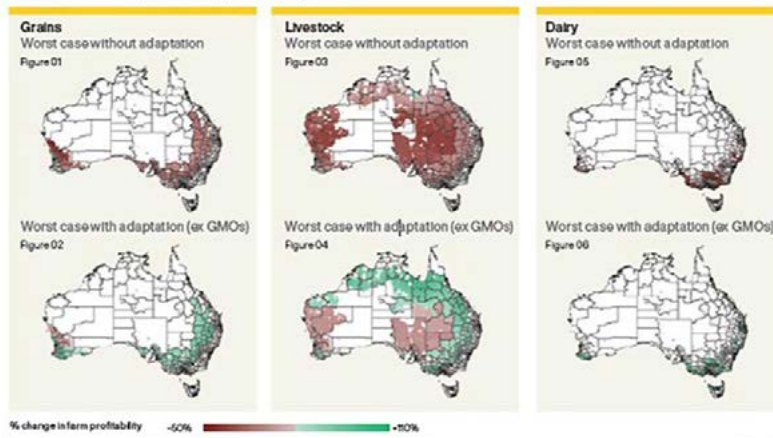 Grains
Worst case without adaptation
Figure 01
Worst case with adaptation (ex GMOs)
Figure 02
Livestock
Worst case without adaptation
Figure 03
Worst case with adaptation (ex GMOs)
Figure 04
Dairy
Worst case without adaptation
Figure 05
Worst case with adaptation (ex GMOs)
Figure 06
% change in farm profitability -50% -110%